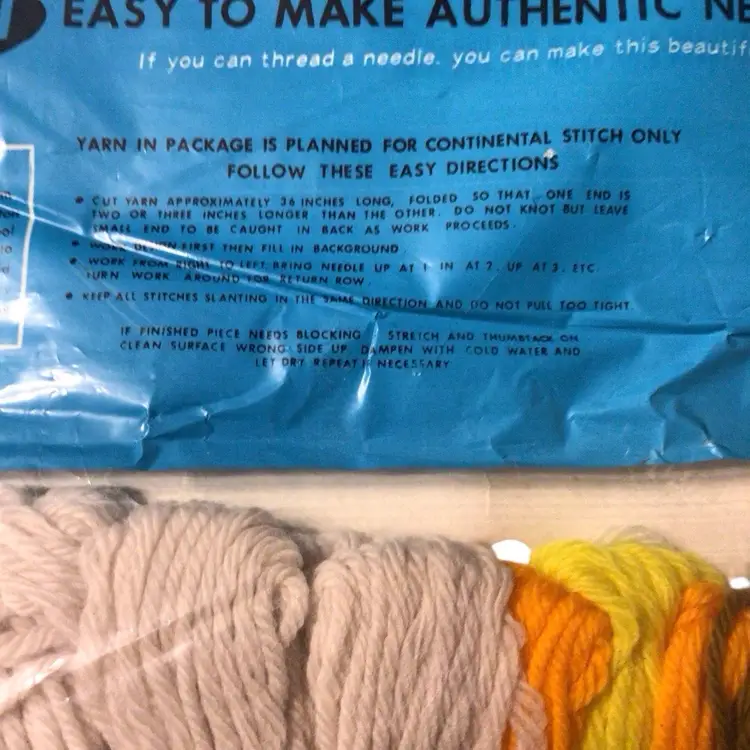 EASY TO MAKE AUTHENTIC NE
If you can thread a needle. you can make this beautif
YARN IN PACKAGE IS PLANNED FOR CONTINENTAL STITCH ONLY
FOLLOW THESE EASY DIRECTIONS
• CUT YARN APPROXIMATELY 36 INCHES LONG, FOLDED SO THAT ONE END IS
TWO OR THREE INCHES LONGER THAN THE OTHER. DO NOT KNOT BUT LEAVE
SMALL END TO BE CAUGHT IN BACK AS WORK PROCEEDS.
• WORK DESIGN FIRST THEN FILL IN BACKGROUND
• WORK FROM RIGHT TO LEFT BRING NEEDLE UP AT 1 IN AT 2. UP AT 3. ETC.
TURN WORK AROUND FOR RETURN ROW.
• KEEP ALL STITCHES SLANTING IN THE SAME DIRECTION AND DO NOT PULL TOO TIGHT.
IF FINISHED PIECE NEEDS BLOCKING STRETCH AND THUMBTACK ON
CLEAN SURFACE WRONG SIDE UP. DAMPEN WITH COLD WATER AND
LET DRY. REPEAT IF NECESSARY